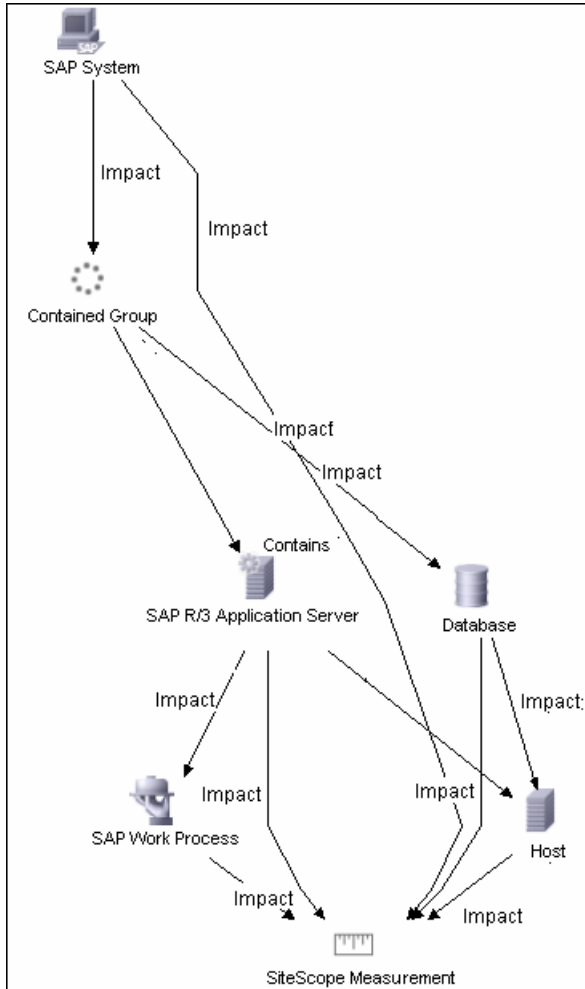 SAP
SAP System
Impact
Impact
Contained Group
Impact
Impact
Contains
SAP R/3 Application Server
Database
Impact
Impact
Impact
Impact
SAP Work Process
Host
Impact
Impact
SiteScope Measurement